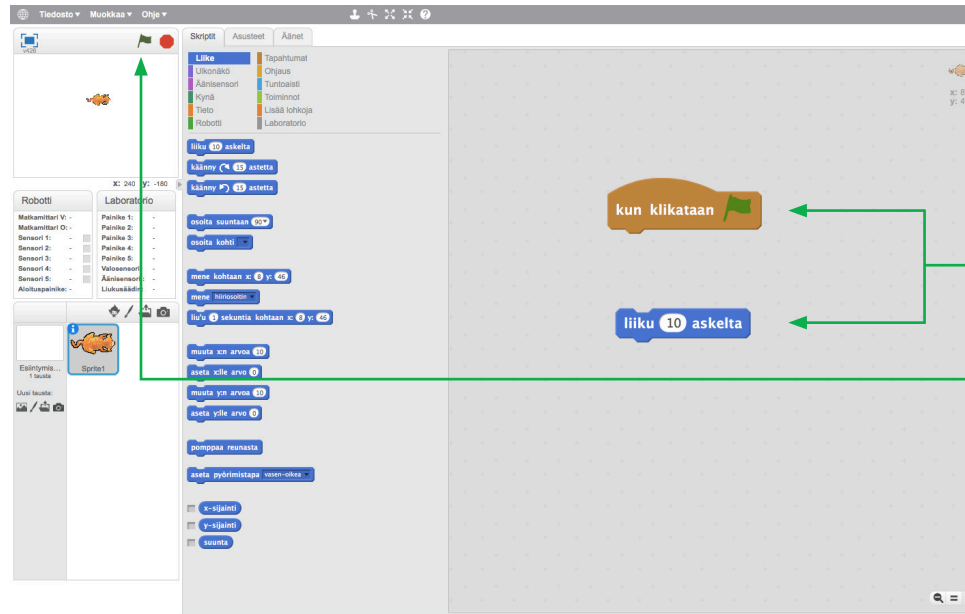 Tiedosto Muokkaa Ohje
v426
Skriptit Asusteet Äänet
Liike Tapahtumat
Ulkonäkö Ohjaus
Äänisensori Tuntoaisti
Kynä Toiminnot
Tieto Lisää lohkoja
Robotti Laboratorio
x: 240 y: -180
Robotti
Matkamittari V: -
Matkamittari O: -
Sensori 1: -
Sensori 2: -
Sensori 3: -
Sensori 4: -
Sensori 5: -
Aloituspainike: -
Laboratorio
Painike 1: -
Painike 2: -
Painike 3: -
Painike 4: -
Painike 5: -
Valosensori: -
Äänisensori: -
Liukusäädin: -
Esiintymis...
1 tausta
Uusi tausta:
Sprite1
liiku 10 askelta
käänny 15 astetta
käänny 15 astetta
osoita suuntaan 90
osoita kohti
mene kohtaan x: 8 y: 46
mene hiiriosoitin
liu'u 1 sekuntia kohtaan x: 8 y: 46
muuta x:n arvoa 10
aseta x:lle arvo 0
muuta y:n arvoa 10
aseta y:lle arvo 0
pomppaa reunasta
aseta pyörimistapa vasen-oikea
x-sijainti
y-sijainti
suunta
x: 8
y: 4
kun klikataan
liiku 10 askelta